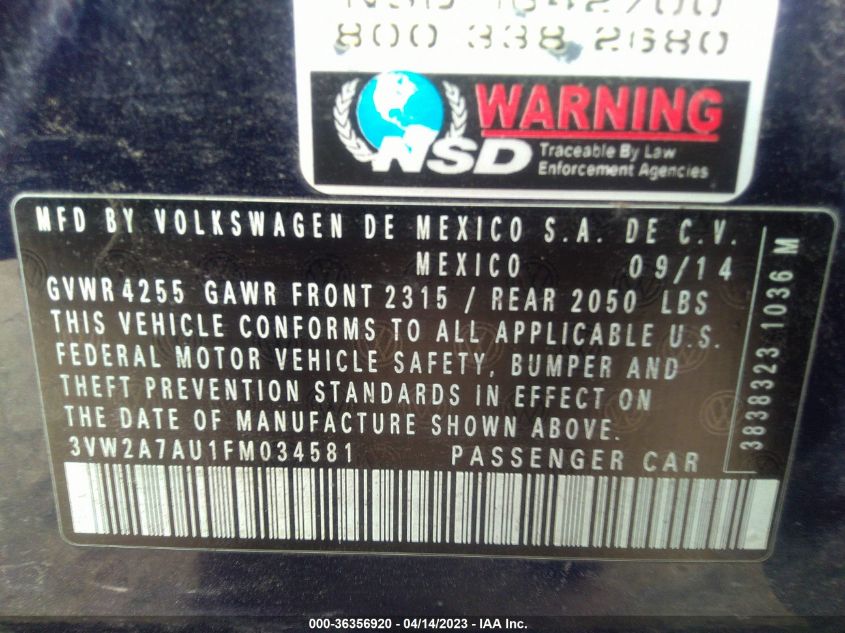 800 338 2680
WARNING
NSD
Traceable By Law
Enforcement Agencies
MFD BY VOLKSWAGEN DE MEXICO S.A. DE C.V.
MEXICO 09/14
GVWR 4255 GAWR FRONT 2315 / REAR 2050 LBS
THIS VEHICLE CONFORMS TO ALL APPLICABLE U.S.
FEDERAL MOTOR VEHICLE SAFETY, BUMPER AND
THEFT PREVENTION STANDARDS IN EFFECT ON
THE DATE OF MANUFACTURE SHOWN ABOVE.
3VW2A7AU1FM034581 PASSENGER CAR
3838323 1036 M
000-36356920 - 04/14/2023 - IAA Inc.